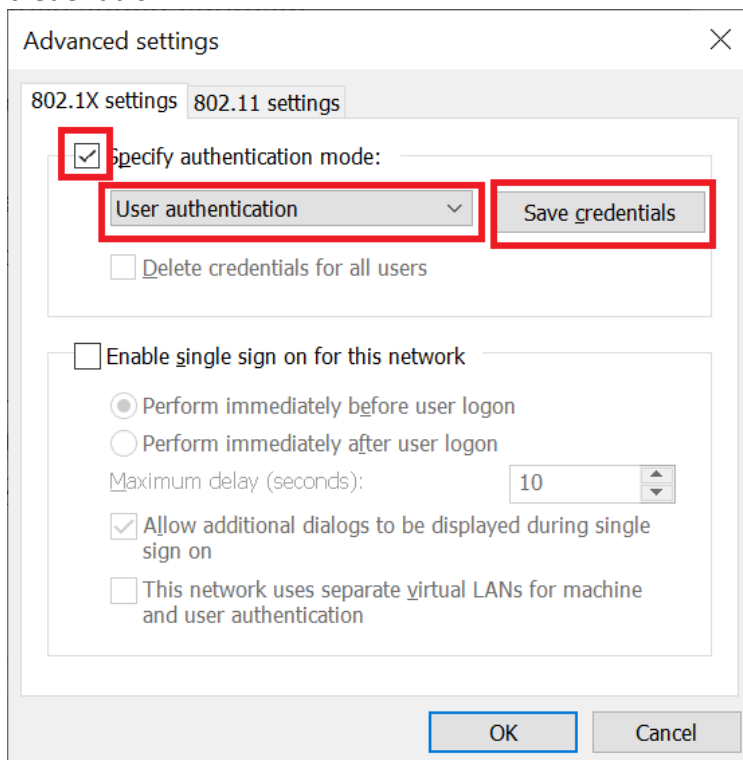 Advanced settings
802.1X settings 802.11 settings
Specify authentication mode:
User authentication Save credentials
Delete credentials for all users
Enable single sign on for this network
Perform immediately before user logon
Perform immediately after user logon
Maximum delay (seconds): 10
Allow additional dialogs to be displayed during single
sign on
This network uses separate virtual LANs for machine
and user authentication
OK Cancel